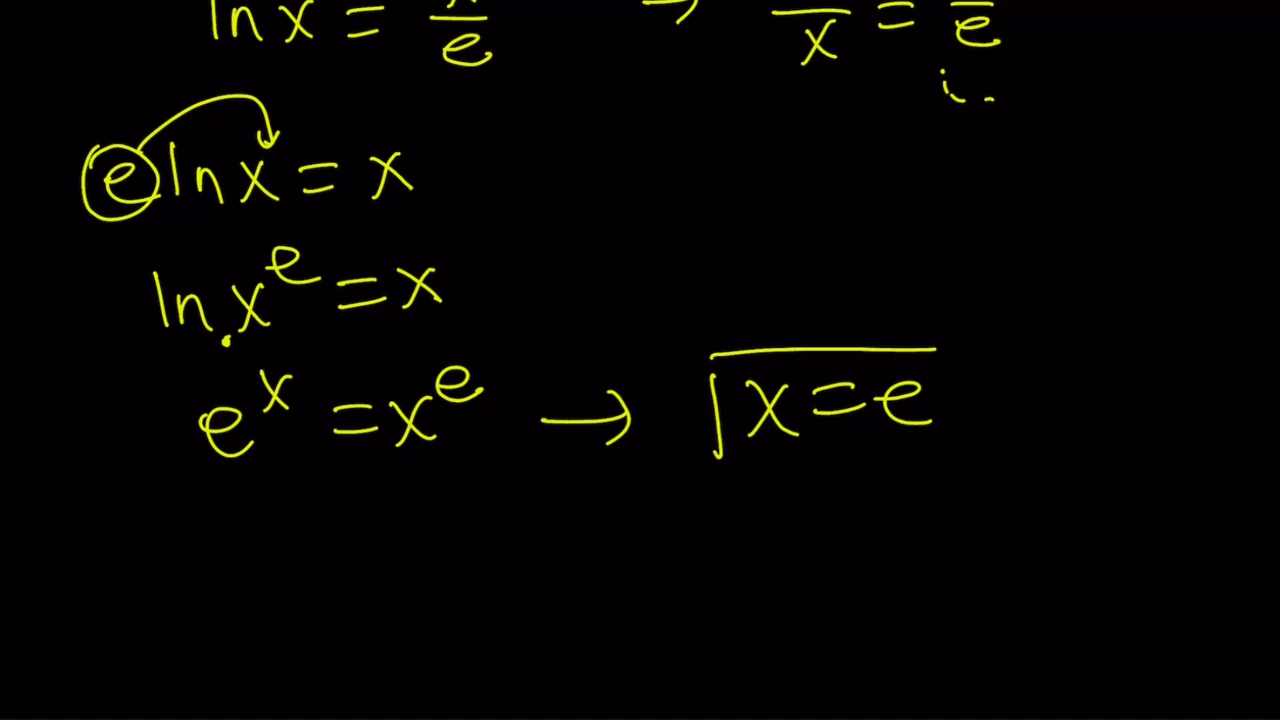 ln x = x/e → /x = /e
e ln x = x
ln x^e = x
e^x = x^e → x = e